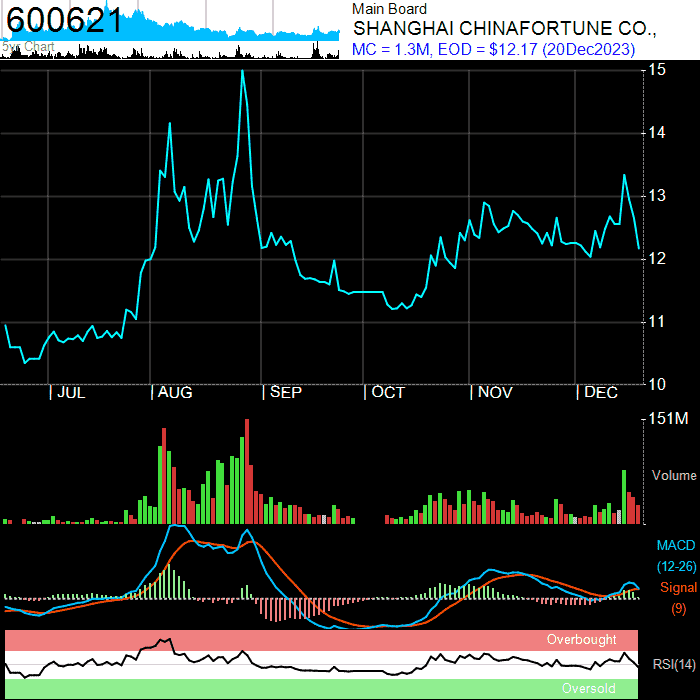 600621
5yr Chart
Main Board
SHANGHAI CHINAFORTUNE CO.,
MC = 1.3M, EOD = $12.17 (20Dec2023)
15
14
13
12
11
10
| JUL
| AUG
| SEP
| OCT
| NOV
| DEC
151M
Volume
MACD
(12-26)
Signal
(9)
Overbought
RSI(14)
Oversold